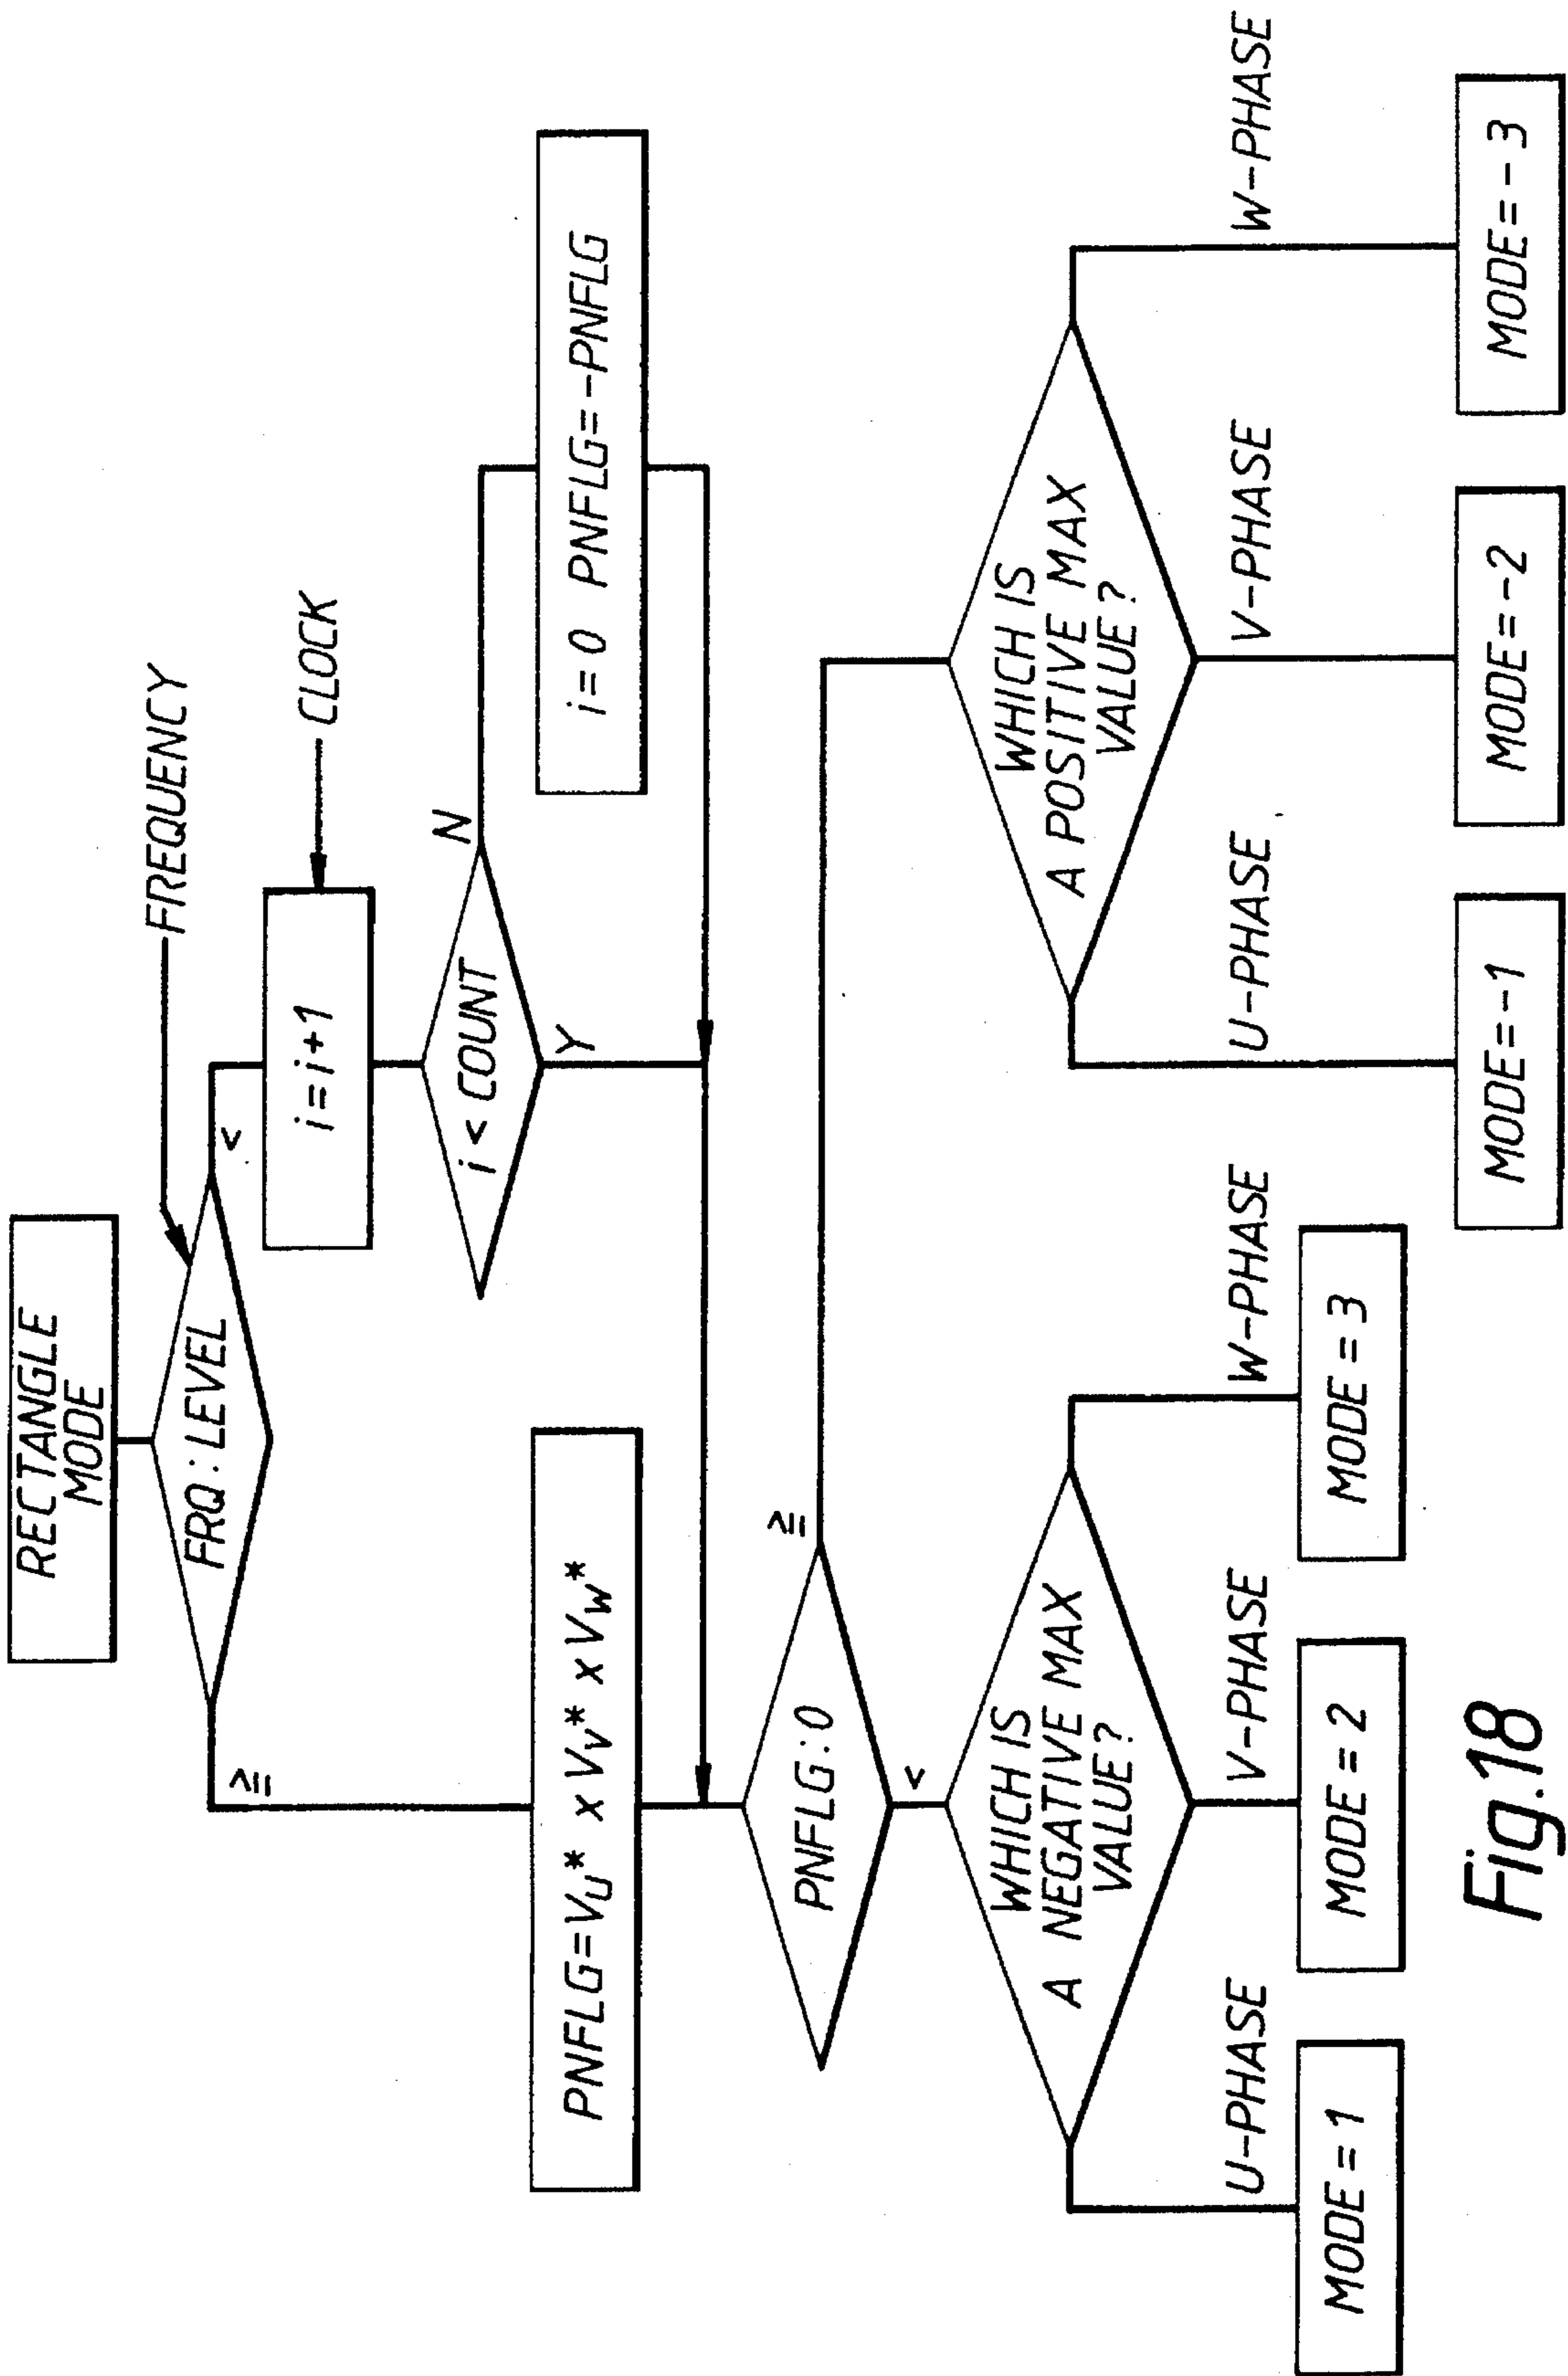 RECTANGLE
MODE
FREQUENCY
FRQ:LEVEL
<
≧
i=i+1
CLOCK
i < COUNT
N
Y
PNFLG=VU* x VV* x VW*
i=0 PNFLG=-PNFLG
PNFLG:0
≧
<
WHICH IS
A NEGATIVE MAX
VALUE?
WHICH IS
A POSITIVE MAX
VALUE?
U-PHASE
V-PHASE
W-PHASE
U-PHASE
V-PHASE
W-PHASE
MODE=1
MODE=2
MODE=3
MODE=-1
MODE=-2
MODE=-3
Fig.18